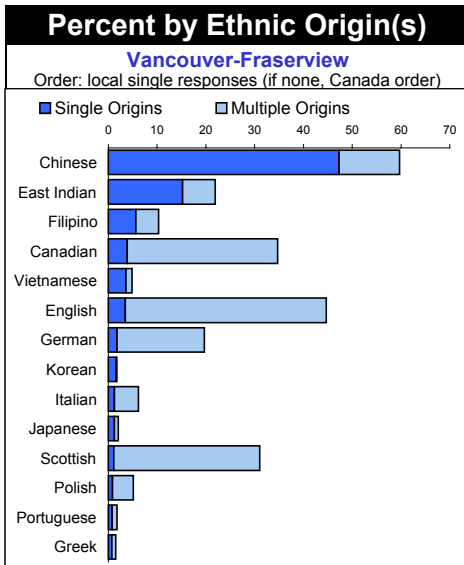 Percent by Ethnic Origin(s)
Vancouver-Fraserview
Order: local single responses (if none, Canada order)
Single Origins Multiple Origins
0 10 20 30 40 50 60 70
Chinese
East Indian
Filipino
Canadian
Vietnamese
English
German
Korean
Italian
Japanese
Scottish
Polish
Portuguese
Greek